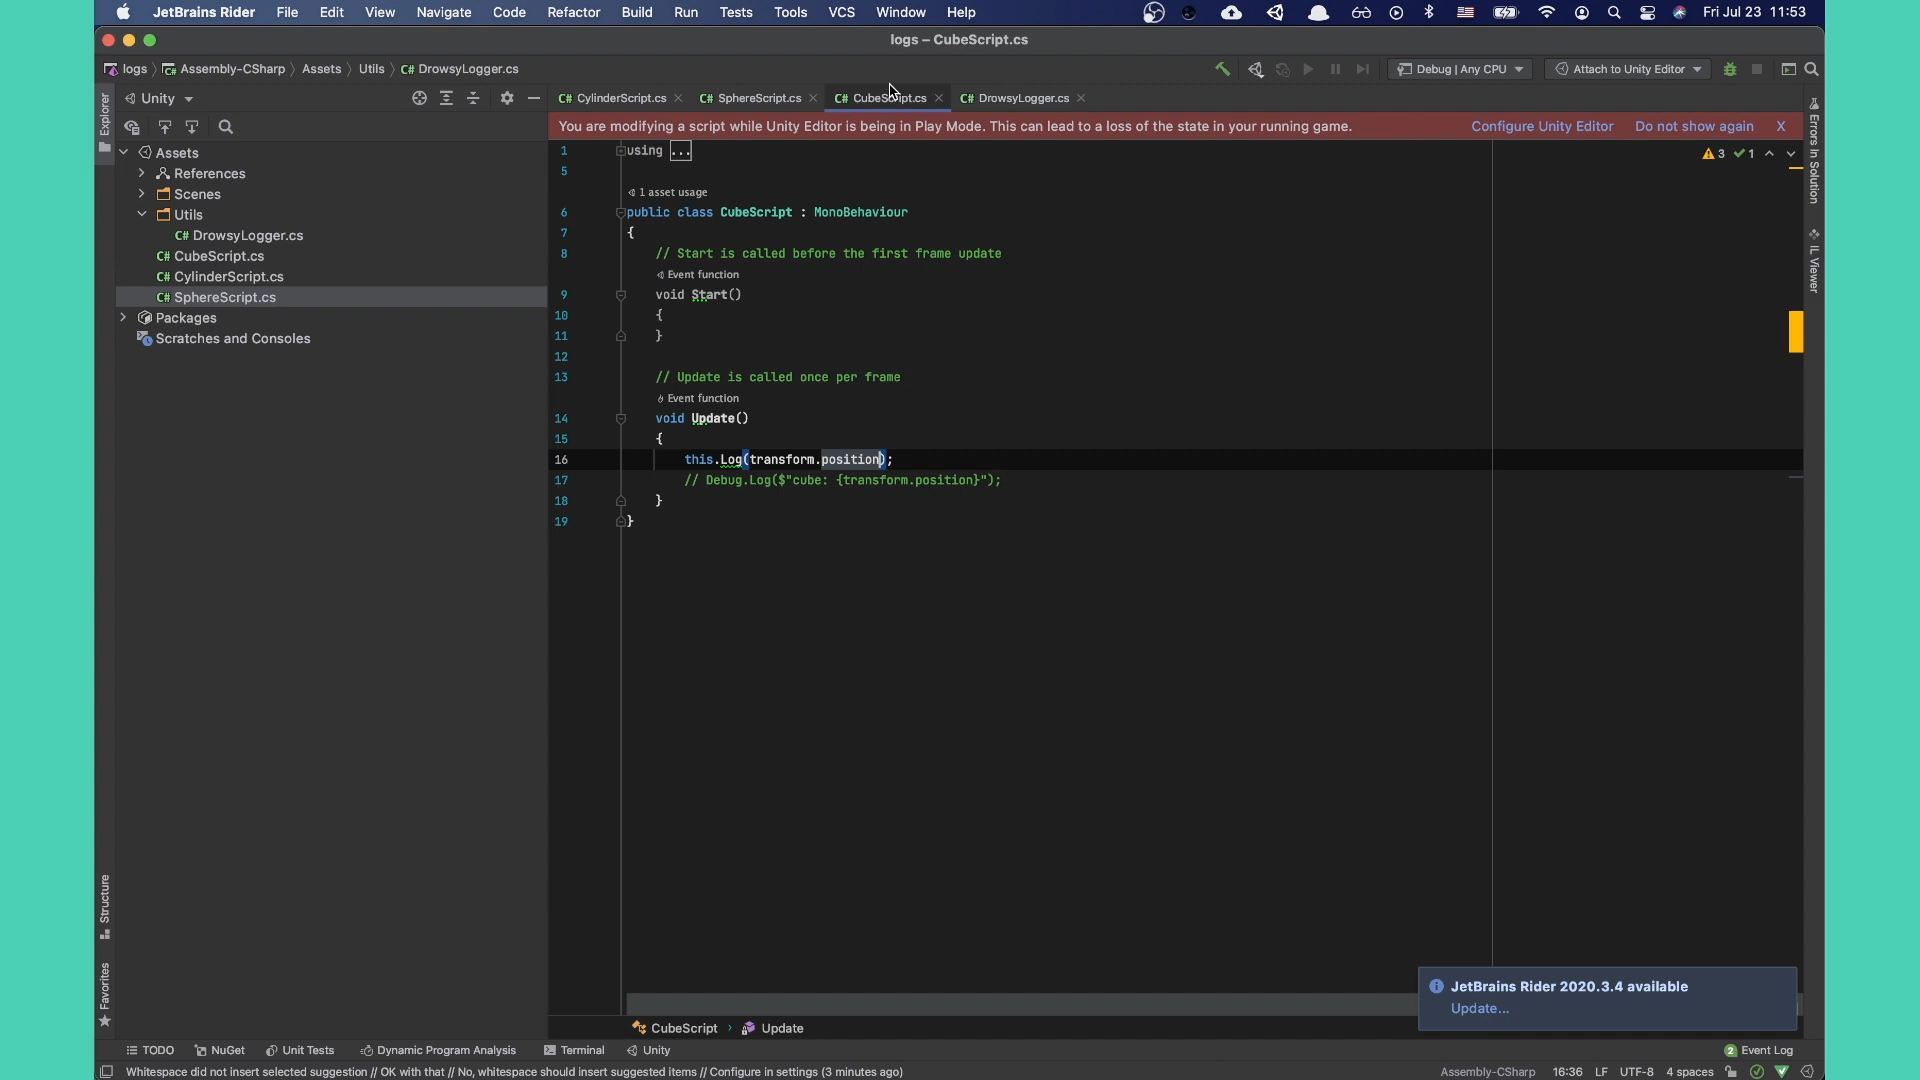 JetBrains Rider File Edit View Navigate Code Refactor Build Run Tests Tools VCS Window Help Fri Jul 23 11:53
logs – CubeScript.cs
logs Assembly-CSharp Assets Utils C# DrowsyLogger.cs Debug | Any CPU Attach to Unity Editor
Explorer
Unity
C# CylinderScript.cs C# SphereScript.cs C# CubeScript.cs C# DrowsyLogger.cs
You are modifying a script while Unity Editor is being in Play Mode. This can lead to a loss of the state in your running game. Configure Unity Editor Do not show again X
Assets
References
Scenes
Utils
C# DrowsyLogger.cs
C# CubeScript.cs
C# CylinderScript.cs
C# SphereScript.cs
Packages
Scratches and Consoles
1 using ...
5
1 asset usage
6 public class CubeScript : MonoBehaviour
7 {
8 // Start is called before the first frame update
Event function
9 void Start()
10 {
11 }
12
13 // Update is called once per frame
Event function
14 void Update()
15 {
16 this.Log(transform.position);
17 // Debug.Log($"cube: {transform.position}");
18 }
19 }
3 1
Errors In Solution
IL Viewer
Structure
Favorites
JetBrains Rider 2020.3.4 available
Update...
CubeScript Update
TODO NuGet Unit Tests Dynamic Program Analysis Terminal Unity 2 Event Log
Whitespace did not insert selected suggestion // OK with that // No, whitespace should insert suggested items // Configure in settings (3 minutes ago) Assembly-CSharp 16:36 LF UTF-8 4 spaces